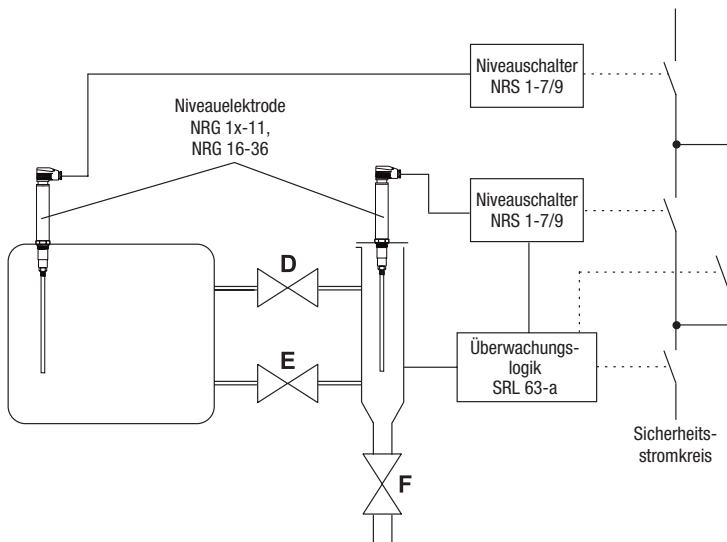 Niveauschalter
NRS 1-7/9
Niveauelektrode
NRG 1x-11,
NRG 16-36
Niveauschalter
NRS 1-7/9
D
E
Überwachungs-
logik
SRL 63-a
Sicherheits-
stromkreis
F